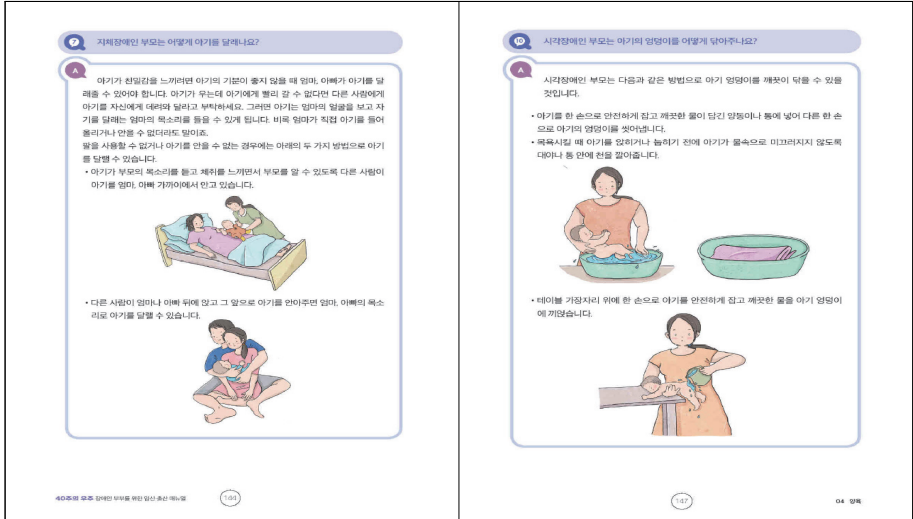 7 지체장애인 부모는 어떻게 아기를 달래나요?
A
아기가 친밀감을 느끼려면 아기의 기분이 좋지 않을 때 엄마, 아빠가 아기를 달
래줄 수 있어야 합니다. 아기가 우는데 아기에게 빨리 갈 수 없다면 다른 사람에게
아기를 자신에게 데려와 달라고 부탁하세요. 그러면 아기는 엄마의 얼굴을 보고 자
기를 달래는 엄마의 목소리를 들을 수 있게 됩니다. 비록 엄마가 직접 아기를 들어
올리거나 안을 수 없더라도 말이죠.
팔을 사용할 수 없거나 아기를 안을 수 없는 경우에는 아래의 두 가지 방법으로 아기
를 달랠 수 있습니다.
• 아기가 부모의 목소리를 듣고 체취를 느끼면서 부모를 알 수 있도록 다른 사람이
아기를 엄마, 아빠 가까이에서 안고 있습니다.
• 다른 사람이 엄마나 아빠 뒤에 앉고 그 앞으로 아기를 안아주면 엄마, 아빠의 목소
리로 아기를 달랠 수 있습니다.
40주의 우주 장애인 부부를 위한 임신·출산 매뉴얼
144
10 시각장애인 부모는 아기의 엉덩이를 어떻게 닦아주나요?
A
시각장애인 부모는 다음과 같은 방법으로 아기 엉덩이를 깨끗이 닦을 수 있을
것입니다.
• 아기를 한 손으로 안전하게 잡고 깨끗한 물이 담긴 양동이나 통에 넣어 다른 한 손
으로 아기의 엉덩이를 씻어냅니다.
• 목욕시킬 때 아기를 앉히거나 눕히기 전에 아기가 물속으로 미끄러지지 않도록
대야나 통 안에 천을 깔아줍니다.
• 테이블 가장자리 위에 한 손으로 아기를 안전하게 잡고 깨끗한 물을 아기 엉덩이
에 끼얹습니다.
147
04 양육